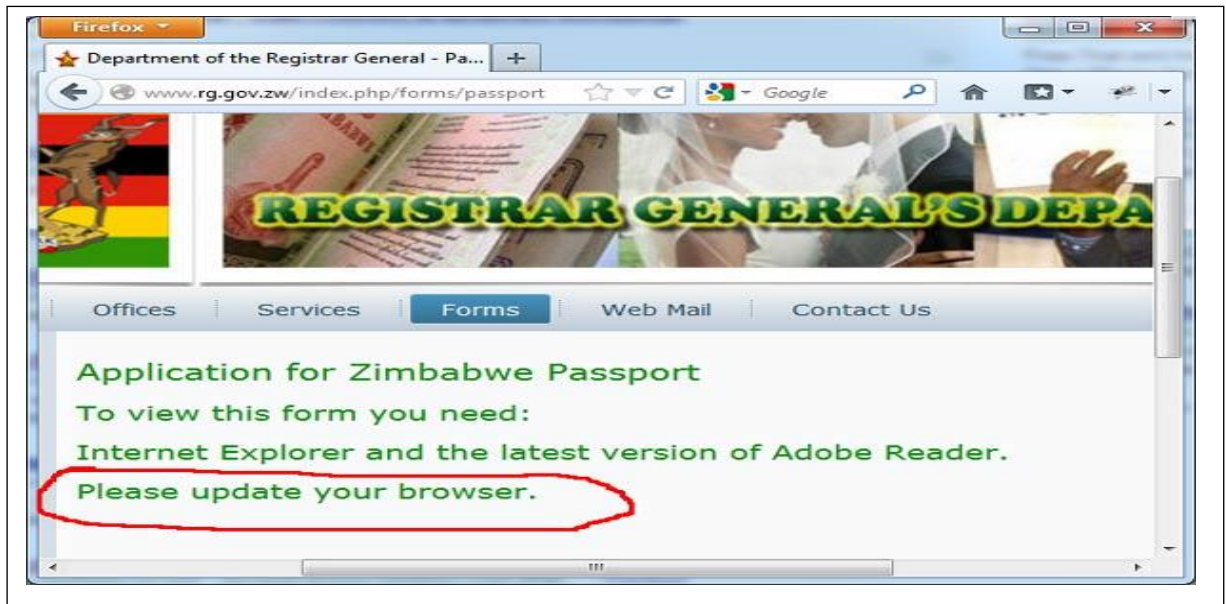 Firefox
Department of the Registrar General - Pa...
www.rg.gov.zw/index.php/forms/passport Google
REGISTRAR GENERAL'S DEPA
Offices Services Forms Web Mail Contact Us
Application for Zimbabwe Passport
To view this form you need:
Internet Explorer and the latest version of Adobe Reader.
Please update your browser.